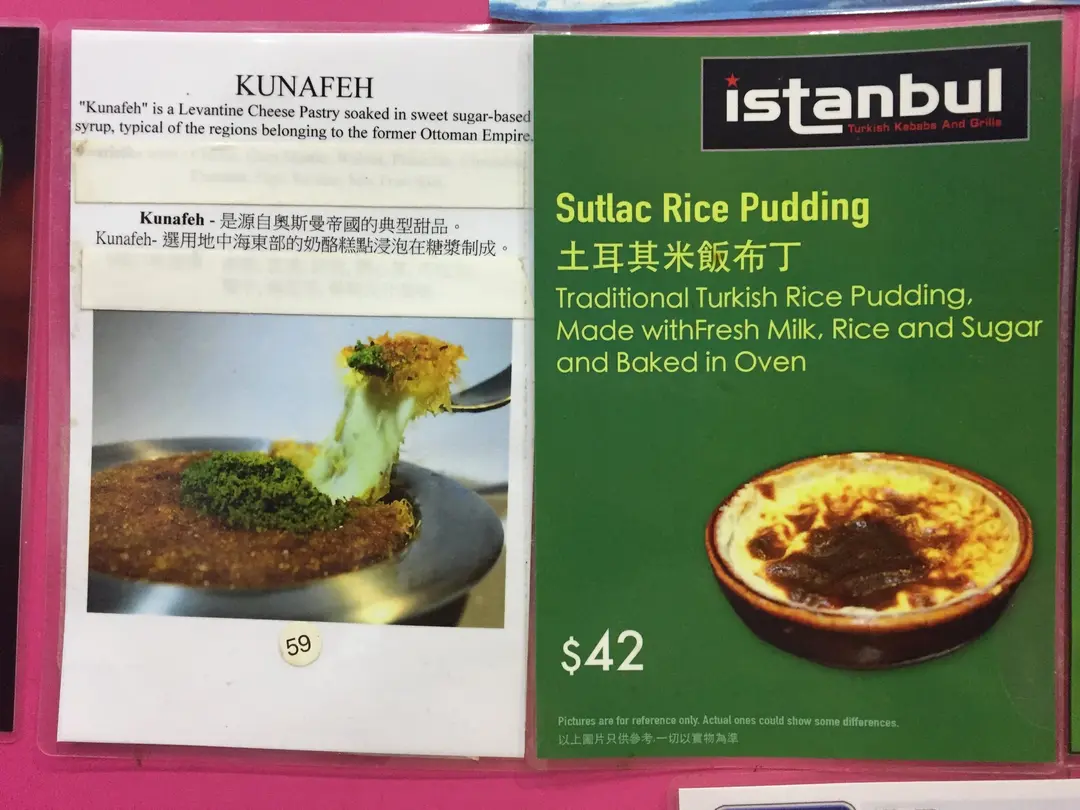 KUNAFEH
"Kunafeh" is a Levantine Cheese Pastry soaked in sweet sugar-based
syrup, typical of the regions belonging to the former Ottoman Empire.
Kunafeh - 是源自奧斯曼帝國的典型甜品。
Kunafeh- 選用地中海東部的奶酪糕點浸泡在糖漿制成。
59
istanbul
Turkish Kebabs And Grills
Sutlac Rice Pudding
土耳其米飯布丁
Traditional Turkish Rice Pudding,
Made withFresh Milk, Rice and Sugar
and Baked in Oven
$42
Pictures are for reference only. Actual ones could show some differences.
以上圖片只供參考.一切以實物為準